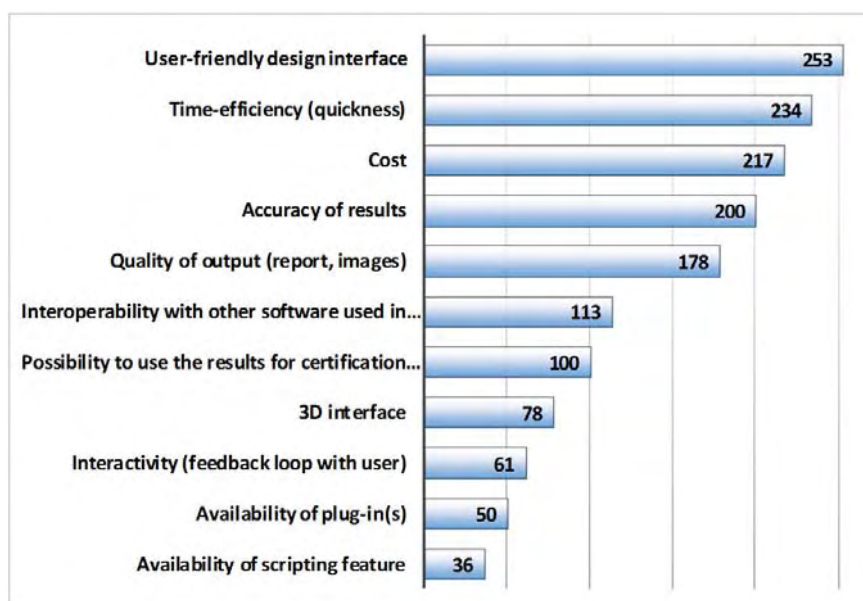 User-friendly design interface 253
Time-efficiency (quickness) 234
Cost 217
Accuracy of results 200
Quality of output (report, images) 178
Interoperability with other software used in... 113
Possibility to use the results for certification... 100
3D interface 78
Interactivity (feedback loop with user) 61
Availability of plug-in(s) 50
Availability of scripting feature 36